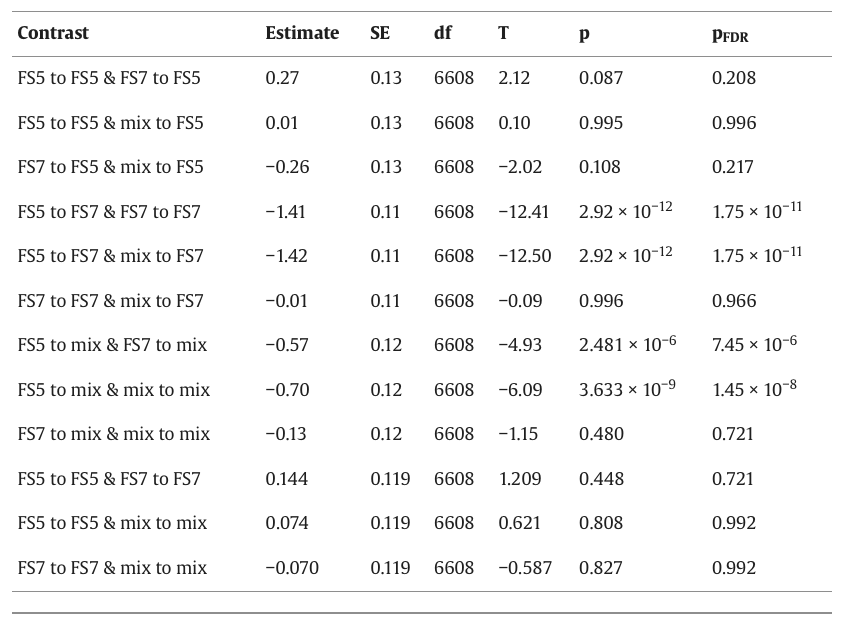 Contrast Estimate SE df T p pFDR
FS5 to FS5 & FS7 to FS5 0.27 0.13 6608 2.12 0.087 0.208
FS5 to FS5 & mix to FS5 0.01 0.13 6608 0.10 0.995 0.996
FS7 to FS5 & mix to FS5 −0.26 0.13 6608 −2.02 0.108 0.217
FS5 to FS7 & FS7 to FS7 −1.41 0.11 6608 −12.41 2.92 × 10⁻¹² 1.75 × 10⁻¹¹
FS5 to FS7 & mix to FS7 −1.42 0.11 6608 −12.50 2.92 × 10⁻¹² 1.75 × 10⁻¹¹
FS7 to FS7 & mix to FS7 −0.01 0.11 6608 −0.09 0.996 0.966
FS5 to mix & FS7 to mix −0.57 0.12 6608 −4.93 2.481 × 10⁻⁶ 7.45 × 10⁻⁶
FS5 to mix & mix to mix −0.70 0.12 6608 −6.09 3.633 × 10⁻⁹ 1.45 × 10⁻⁸
FS7 to mix & mix to mix −0.13 0.12 6608 −1.15 0.480 0.721
FS5 to FS5 & FS7 to FS7 0.144 0.119 6608 1.209 0.448 0.721
FS5 to FS5 & mix to mix 0.074 0.119 6608 0.621 0.808 0.992
FS7 to FS7 & mix to mix −0.070 0.119 6608 −0.587 0.827 0.992